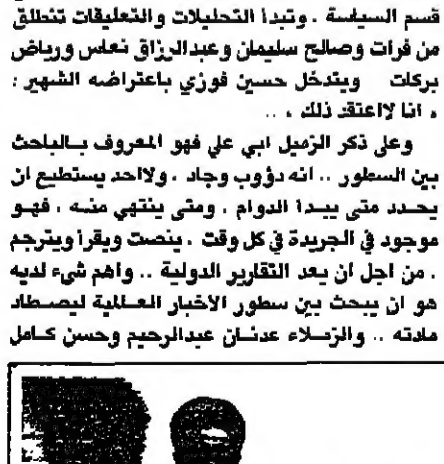 قسم السياسة . وتبدأ التحليلات والتعليقات تنطلق
من فرات وصالح سليمان وعبدالرزاق نعاس ورياض
بركات ويتدخل حسين فوزي باعتراضه الشهير :
« انا لااعتقد ذلك » ..
وعلى ذكر الزميل ابي علي فهو المعروف بالباحث
بين السطور .. انه دؤوب وجاد . ولااحد يستطيع ان
يحدد متى يبدأ الدوام . ومتى ينتهي منه . فهو
موجود في الجريدة في كل وقت . ينصت ويقرأ ويترجم
. من اجل ان يعد التقارير الدولية .. واهم شيء لديه
هو ان يبحث بين سطور الاخبار العالمية ليصطاد
مادته .. والزملاء عدنان عبدالرحيم وحسن كامل